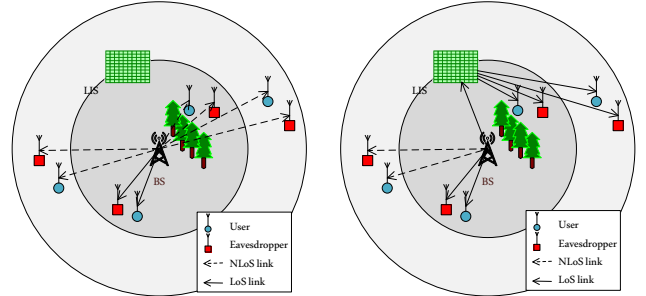 LIS
BS
User
Eavesdropper
NLoS link
LoS link
LIS
BS
User
Eavesdropper
NLoS link
LoS link